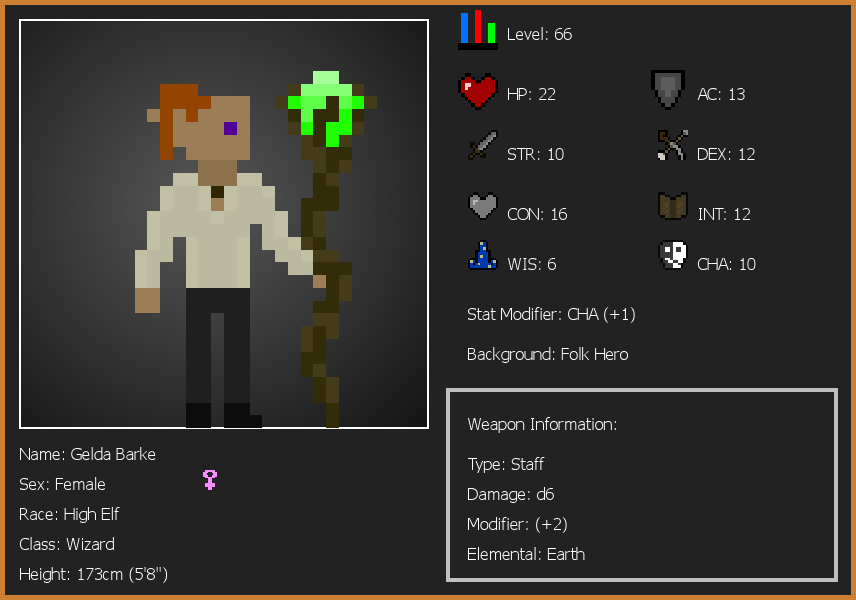 Level: 66
HP: 22
AC: 13
STR: 10
DEX: 12
CON: 16
INT: 12
WIS: 6
CHA: 10
Stat Modifier: CHA (+1)
Background: Folk Hero
Weapon Information:
Type: Staff
Damage: d6
Modifier: (+2)
Elemental: Earth
Name: Gelda Barke
Sex: Female
Race: High Elf
Class: Wizard
Height: 173cm (5'8")